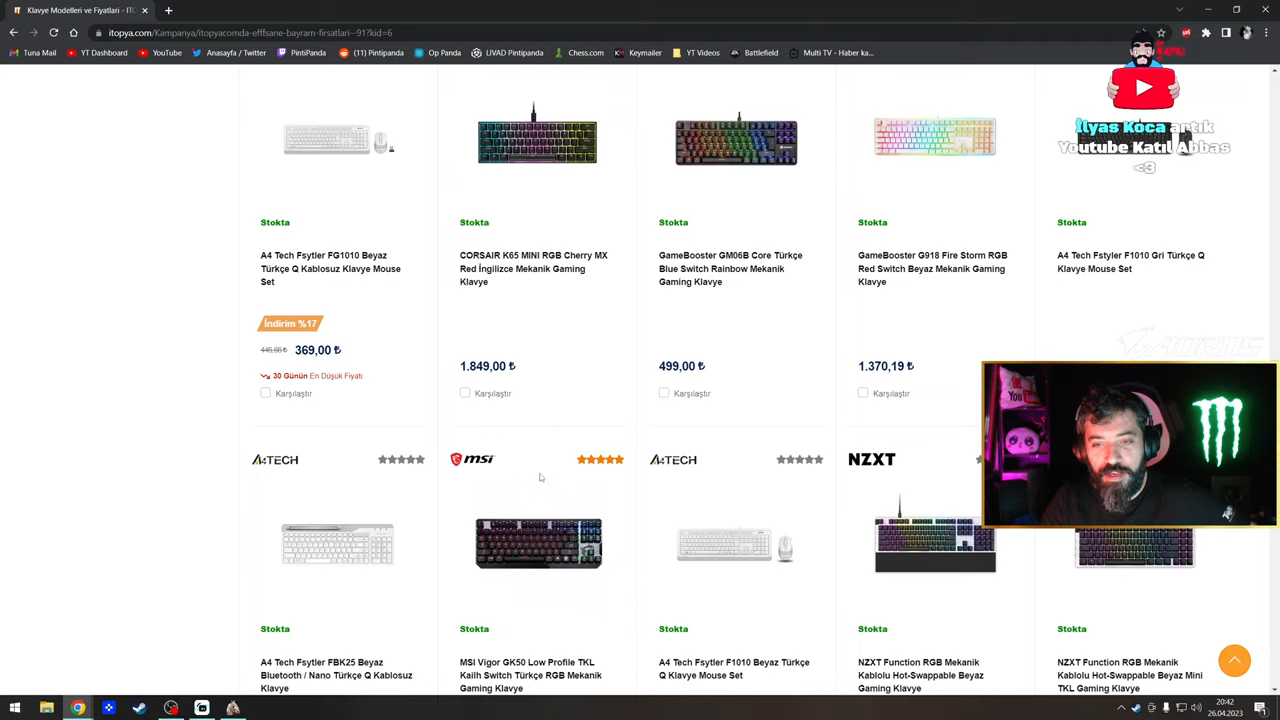 Klavye Modelleri ve Fiyatları - İTO
itopya.com/Kampanya/itopyacomda-efffsane-bayram-firsatlari--91?kid=6
Tuna Mail
YT Dashboard
YouTube
Anasayfa / Twitter
PintiPanda
(11) Pintipanda
Op Panda
LIVAD Pintipanda
Chess.com
Keymailer
YT Videos
Battlefield
Multi TV - Haber ka...
İlyas Koca artık
Youtube Katıl Abbas
<3
Stokta
Stokta
Stokta
Stokta
Stokta
A4 Tech Fsytler FG1010 Beyaz
Türkçe Q Kablosuz Klavye Mouse
Set
CORSAIR K65 MINI RGB Cherry MX
Red İngilizce Mekanik Gaming
Klavye
GameBooster GM06B Core Türkçe
Blue Switch Rainbow Mekanik
Gaming Klavye
GameBooster G918 Fire Storm RGB
Red Switch Beyaz Mekanik Gaming
Klavye
A4 Tech Fstyler F1010 Gri Türkçe Q
Klavye Mouse Set
İndirim %17
446,66 ₺ 369,00 ₺
30 Günün En Düşük Fiyatı
1.849,00 ₺
499,00 ₺
1.370,19 ₺
AORUS
Karşılaştır
Karşılaştır
Karşılaştır
Karşılaştır
A4TECH
msi
A4TECH
NZXT
Stokta
Stokta
Stokta
Stokta
Stokta
A4 Tech Fsytler FBK25 Beyaz
Bluetooth / Nano Türkçe Q Kablosuz
Klavye
MSI Vigor GK50 Low Profile TKL
Kailh Switch Türkçe RGB Mekanik
Gaming Klavye
A4 Tech Fsytler F1010 Beyaz Türkçe
Q Klavye Mouse Set
NZXT Function RGB Mekanik
Kablolu Hot-Swappable Beyaz
Gaming Klavye
NZXT Function RGB Mekanik
Kablolu Hot-Swappable Beyaz Mini
TKL Gaming Klavye
20:42
26.04.2023